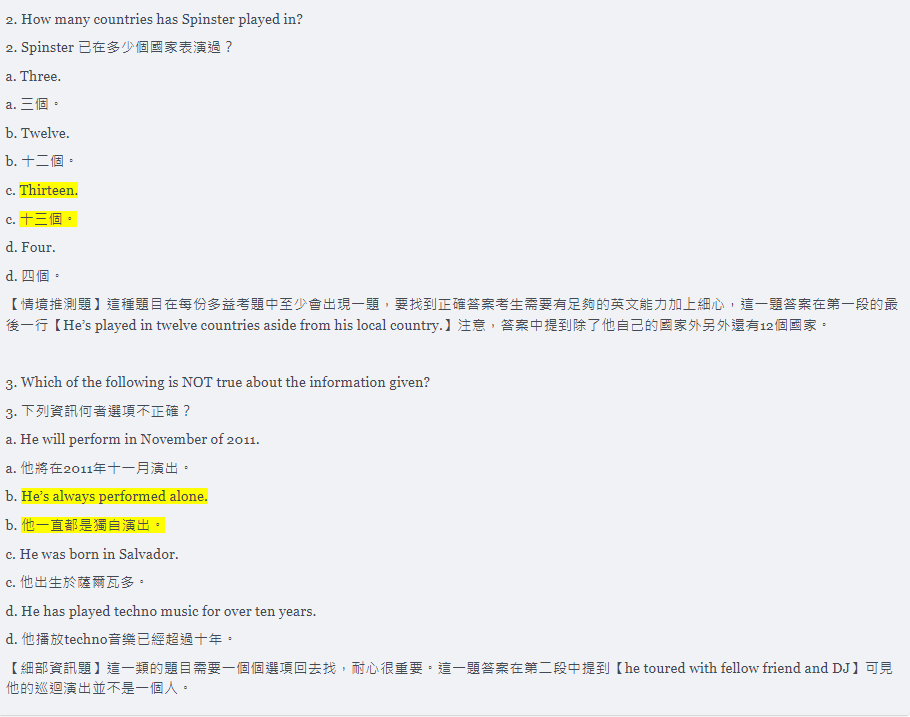 2. How many countries has Spinster played in?
2. Spinster 已在多少個國家表演過？
a. Three.
a. 三個。
b. Twelve.
b. 十二個。
c. Thirteen.
c. 十三個。
d. Four.
d. 四個。
【情境推測題】這種題目在每份多益考題中至少會出現一題，要找到正確答案考生需要有足夠的英文能力加上細心，這一題答案在第一段的最
後一行【He’s played in twelve countries aside from his local country.】注意，答案中提到除了他自己的國家外另外還有12個國家。
3. Which of the following is NOT true about the information given?
3. 下列資訊何者選項不正確？
a. He will perform in November of 2011.
a. 他將在2011年十一月演出。
b. He’s always performed alone.
b. 他一直都是獨自演出。
c. He was born in Salvador.
c. 他出生於薩爾瓦多。
d. He has played techno music for over ten years.
d. 他播放techno音樂已經超過十年。
【細部資訊題】這一類的題目需要一個個選項回去找，耐心很重要。這一題答案在第二段中提到【he toured with fellow friend and DJ】可見
他的巡迴演出並不是一個人。